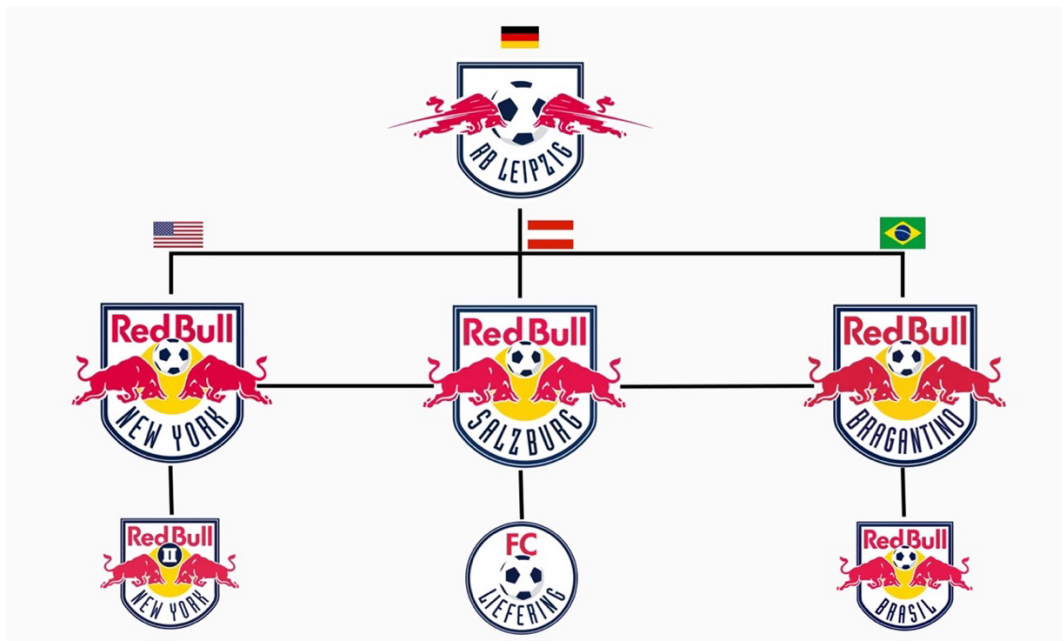 RB LEIPZIG
Red Bull
NEW YORK
Red Bull
SALZBURG
Red Bull
BRAGANTINO
Red Bull
II
NEW YORK
FC
LIEFERING
Red Bull
BRASIL